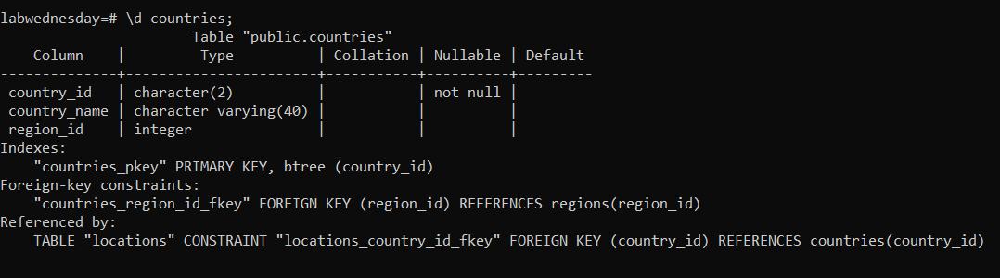 labwednesday=# \d countries;
                      Table "public.countries"
    Column    |         Type          | Collation | Nullable | Default
--------------+-----------------------+-----------+----------+---------
 country_id   | character(2)          |           | not null |
 country_name | character varying(40) |           |          |
 region_id    | integer               |           |          |
Indexes:
    "countries_pkey" PRIMARY KEY, btree (country_id)
Foreign-key constraints:
    "countries_region_id_fkey" FOREIGN KEY (region_id) REFERENCES regions(region_id)
Referenced by:
    TABLE "locations" CONSTRAINT "locations_country_id_fkey" FOREIGN KEY (country_id) REFERENCES countries(country_id)